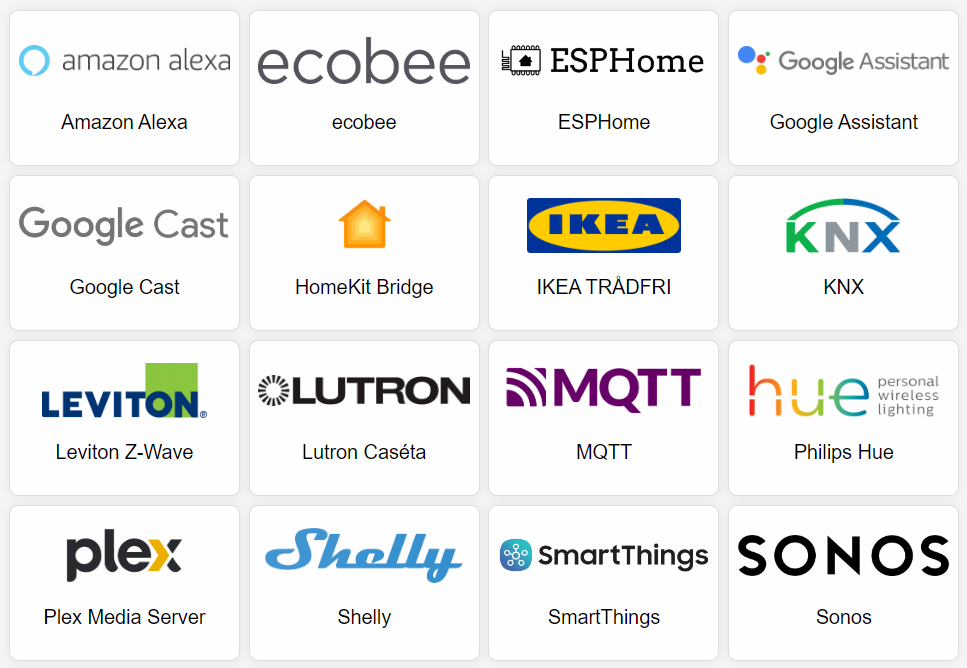 amazon alexa
Amazon Alexa
ecobee
ecobee
ESPHome
ESPHome
Google Assistant
Google Assistant
Google Cast
Google Cast
HomeKit Bridge
IKEA
IKEA TRÅDFRI
KNX
KNX
LEVITON®
Leviton Z-Wave
LUTRON
Lutron Caséta
MQTT
MQTT
hue personal
wireless
lighting
Philips Hue
plex
Plex Media Server
Shelly
Shelly
SmartThings
SmartThings
SONOS
Sonos